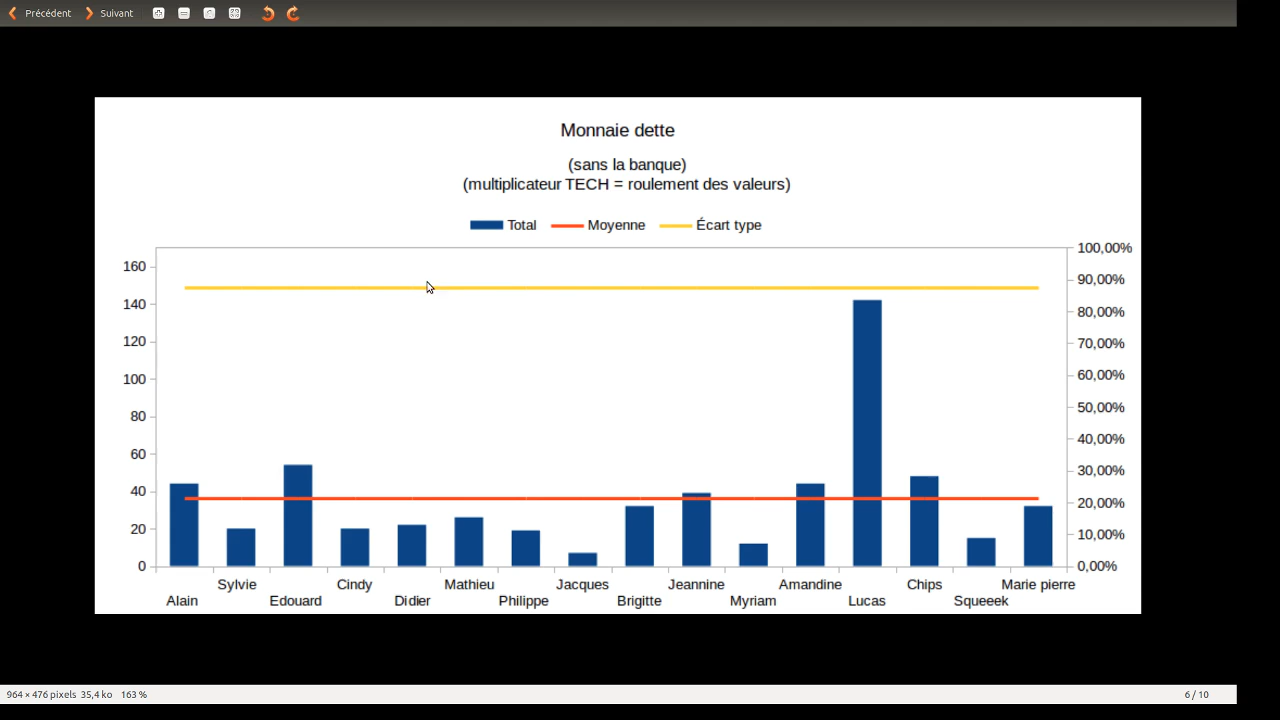 Précédent Suivant
Monnaie dette
(sans la banque)
(multiplicateur TECH = roulement des valeurs)
Total Moyenne Écart type
160
140
120
100
80
60
40
20
0
100,00%
90,00%
80,00%
70,00%
60,00%
50,00%
40,00%
30,00%
20,00%
10,00%
0,00%
Sylvie Cindy Mathieu Jacques Jeannine Amandine Chips Marie pierre
Alain Edouard Didier Philippe Brigitte Myriam Lucas Squeeek
964 × 476 pixels 35,4 ko 163 % 6 / 10